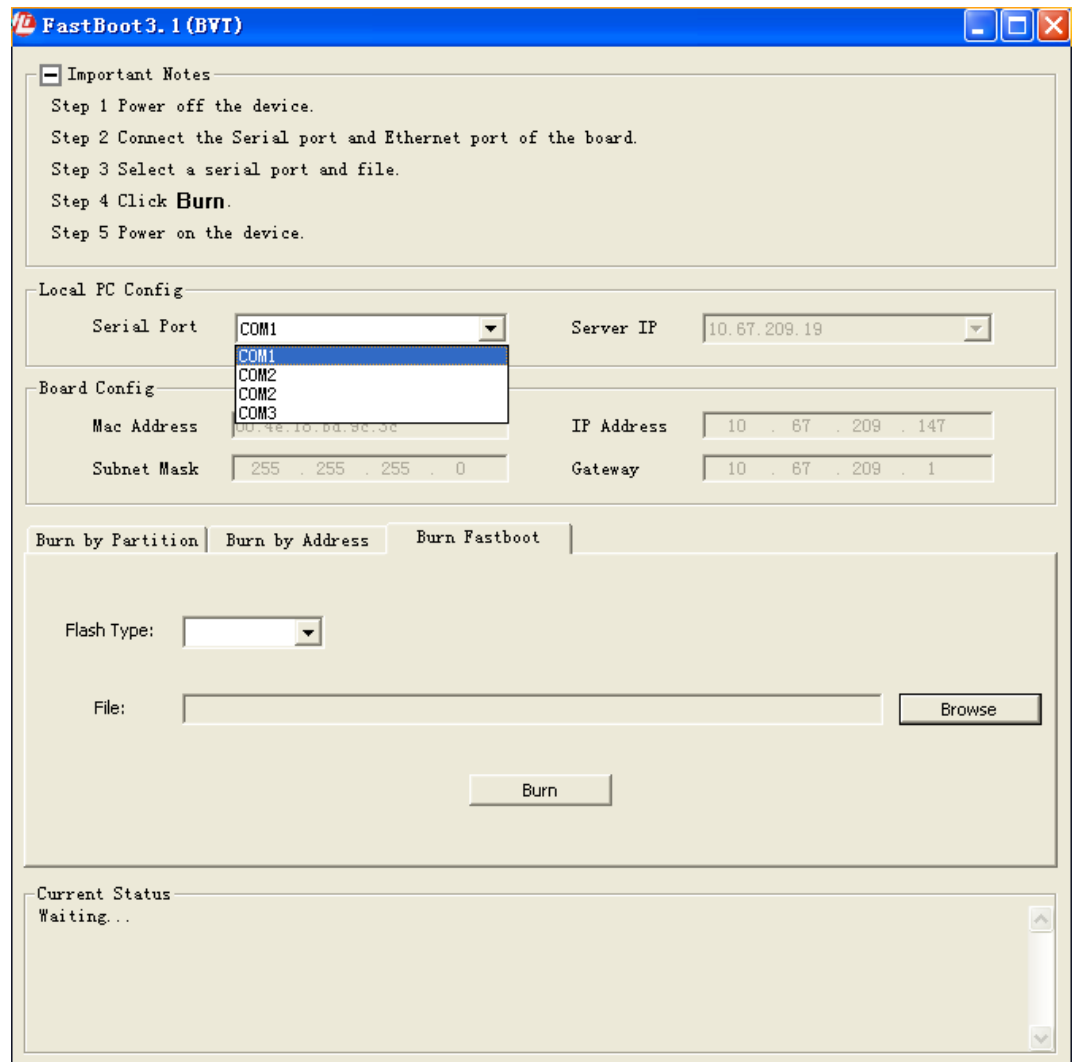 FastBoot3.1(BVT)
Important Notes
Step 1 Power off the device.
Step 2 Connect the Serial port and Ethernet port of the board.
Step 3 Select a serial port and file.
Step 4 Click Burn.
Step 5 Power on the device.
Local PC Config
Serial Port COM1 Server IP 10.67.209.19
COM1
COM2
COM2
COM3
Board Config
Mac Address IP Address 10 . 67 . 209 . 147
Subnet Mask 255 . 255 . 255 . 0 Gateway 10 . 67 . 209 . 1
Burn by Partition Burn by Address Burn Fastboot
Flash Type:
File: Browse
Burn
Current Status
Waiting...